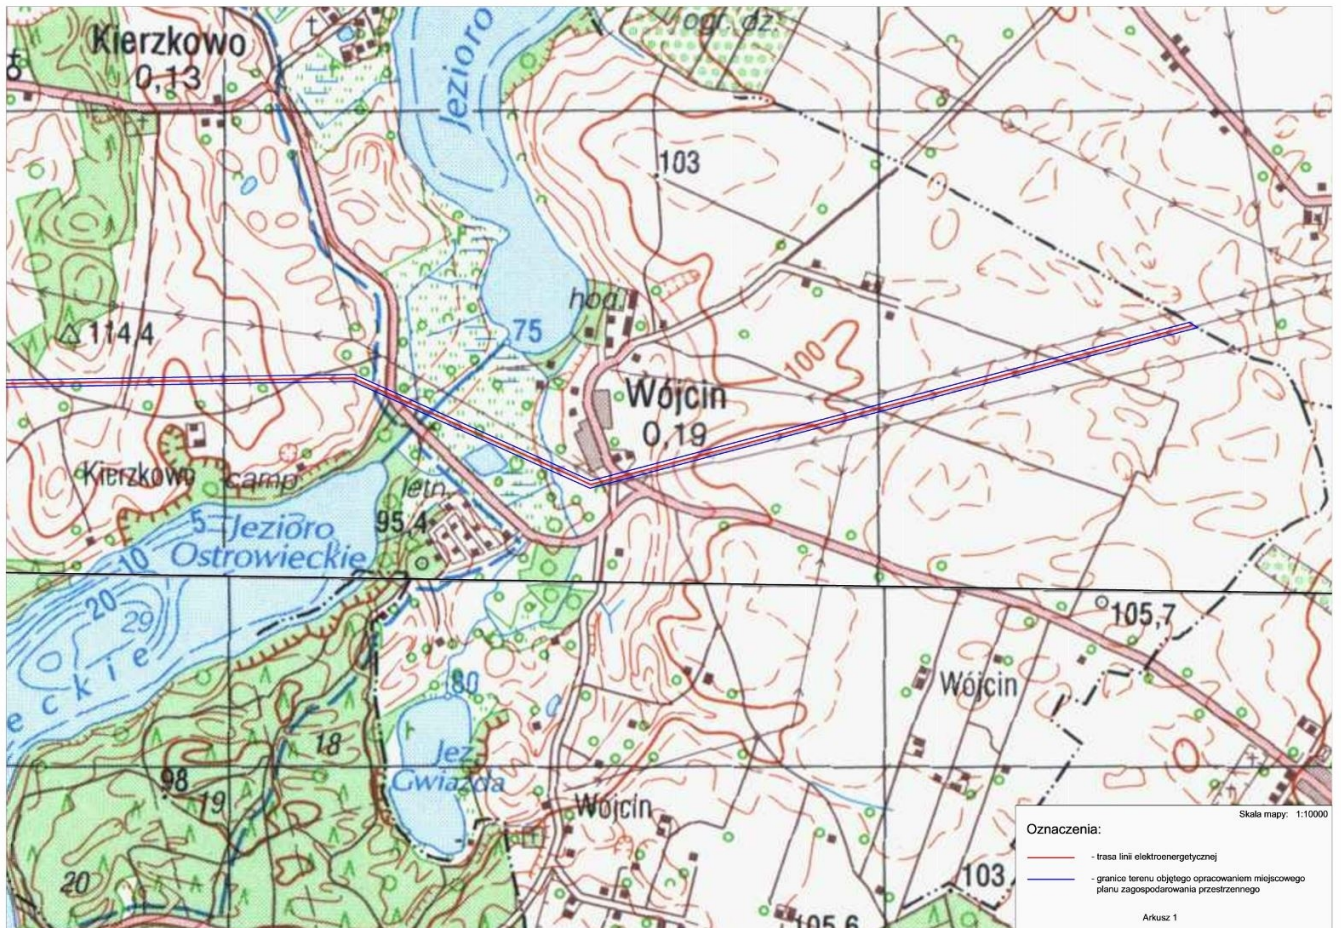 ogr. dz.
Kierzkowo
0,13
Jezioro
103
114,4
hod.
75
100
Wójcin
0,19
Kierzkowo
camp
letn.
95,4
5
Jezioro
Ostrowieckie
10
20
29
eckie
105,7
80
Wójcin
18
Jez.
Gwiazda
98
19
Wójcin
20
103
105,6
Skala mapy: 1:10000
Oznaczenia:
- trasa linii elektroenergetycznej
- granice terenu objętego opracowaniem miejscowego
planu zagospodarowania przestrzennego
Arkusz 1